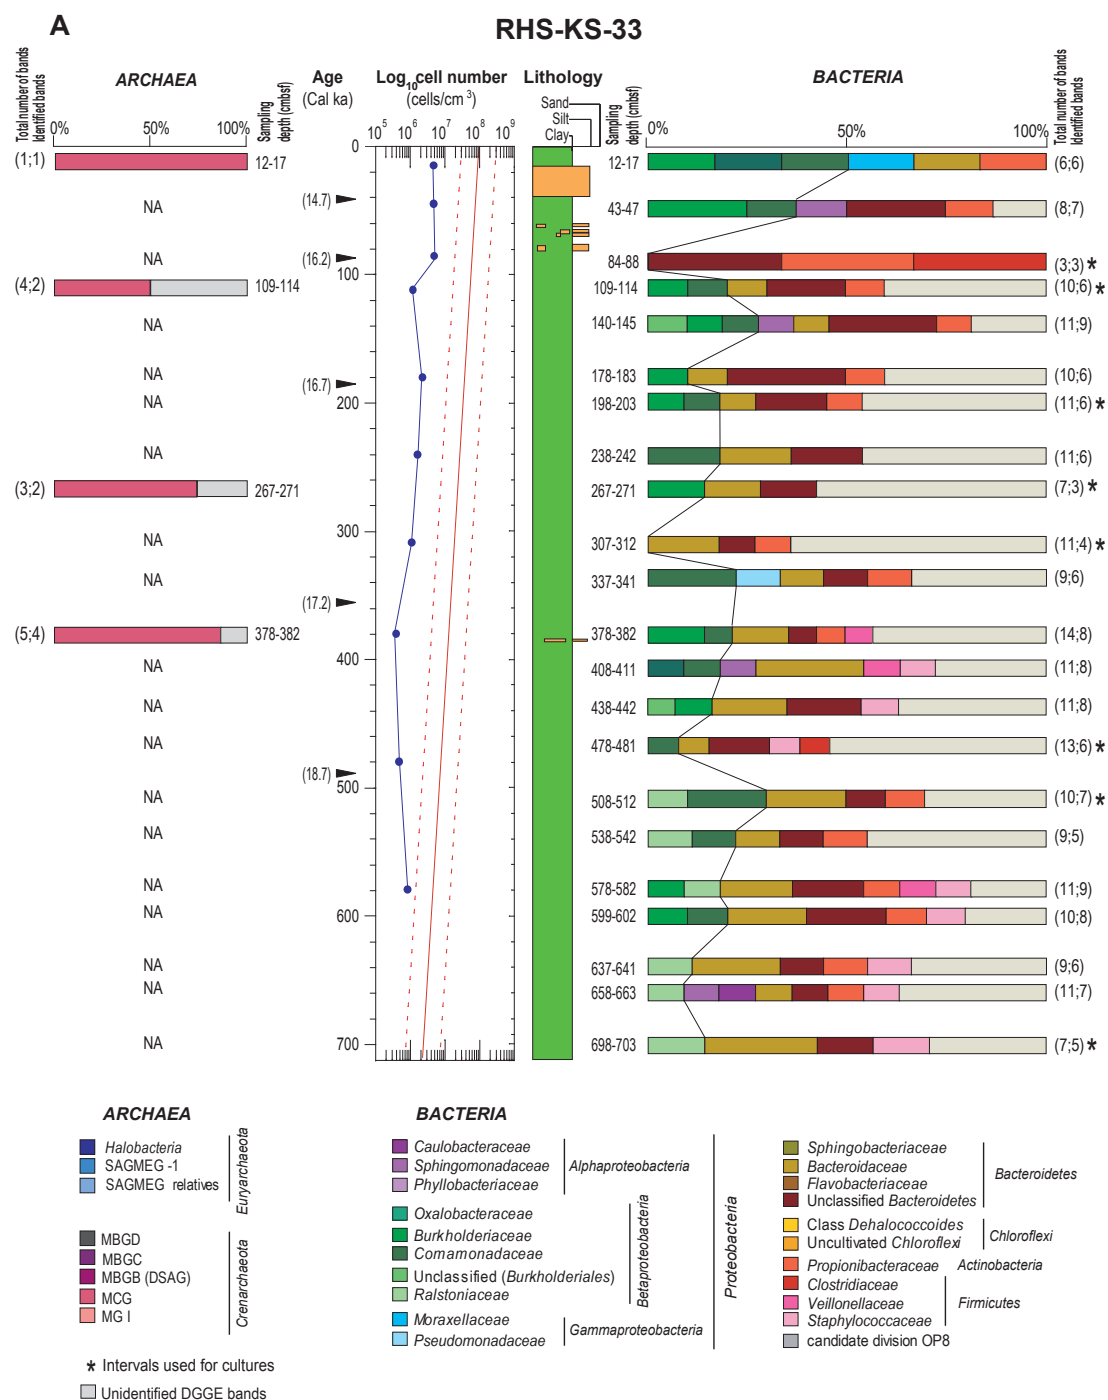 A
RHS-KS-33
Total number of bands
Identified bands
ARCHAEA
Sampling
depth (cmbsf)
Age
(Cal ka)
Log10cell number
(cells/cm3)
Lithology
Sand
Silt
Clay
Sampling
depth (cmbsf)
BACTERIA
Total number of bands
Identified bands
0% 50% 100%
10^5 10^6 10^7 10^8 10^9
0% 50% 100%
0
100
200
300
400
500
600
700
(14.7)
(16.2)
(16.7)
(17.2)
(18.7)
(1;1) 12-17
NA
NA
(4;2) 109-114
NA
NA
NA
NA
(3;2) 267-271
NA
NA
(5;4) 378-382
NA
NA
NA
NA
NA
NA
NA
NA
NA
NA
12-17 (6;6)
43-47 (8;7)
84-88 (3;3) *
109-114 (10;6) *
140-145 (11;9)
178-183 (10;6)
198-203 (11;6) *
238-242 (11;6)
267-271 (7;3) *
307-312 (11;4) *
337-341 (9;6)
378-382 (14;8)
408-411 (11;8)
438-442 (11;8)
478-481 (13;6) *
508-512 (10;7) *
538-542 (9;5)
578-582 (11;9)
599-602 (10;8)
637-641 (9;6)
658-663 (11;7)
698-703 (7;5) *
ARCHAEA
Halobacteria
SAGMEG -1
SAGMEG relatives
Euryarchaeota
MBGD
MBGC
MBGB (DSAG)
MCG
MG I
Crenarchaeota
* Intervals used for cultures
Unidentified DGGE bands
BACTERIA
Caulobacteraceae
Sphingomonadaceae
Phyllobacteriaceae
Alphaproteobacteria
Oxalobacteraceae
Burkholderiaceae
Comamonadaceae
Unclassified (Burkholderiales)
Ralstoniaceae
Betaproteobacteria
Moraxellaceae
Pseudomonadaceae
Gammaproteobacteria
Proteobacteria
Sphingobacteriaceae
Bacteroidaceae
Flavobacteriaceae
Unclassified Bacteroidetes
Bacteroidetes
Class Dehalococcoides
Uncultivated Chloroflexi
Chloroflexi
Propionibacteraceae
Actinobacteria
Clostridiaceae
Veillonellaceae
Staphylococcaceae
Firmicutes
candidate division OP8